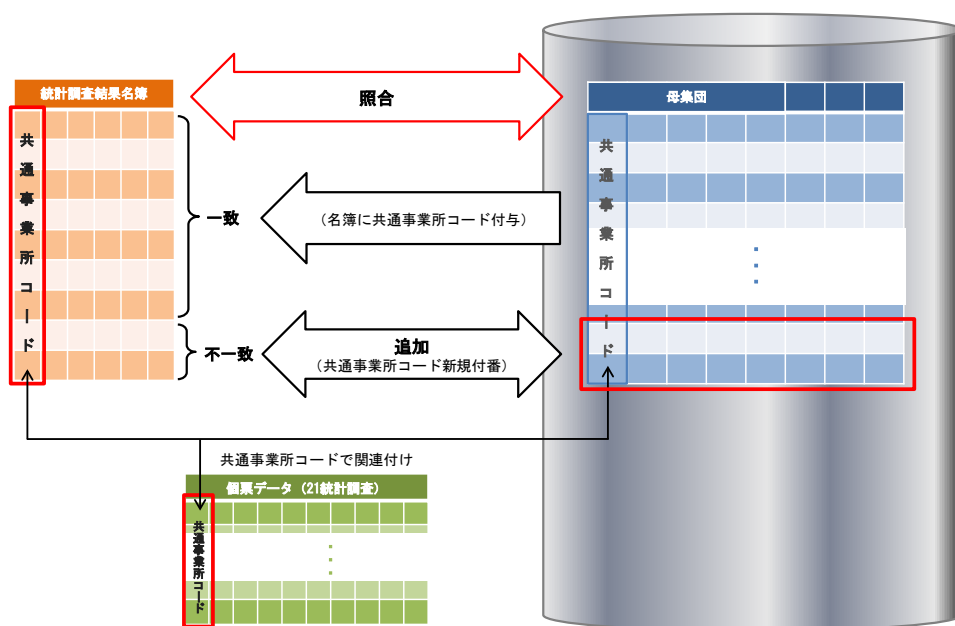 統計調査結果名簿
照合
母集団
共通事業所コード
共通事業所コード
一致
(名簿に共通事業所コード付与)
不一致
追加
(共通事業所コード新規付番)
共通事業所コードで関連付け
個票データ (21統計調査)
共通事業所コード